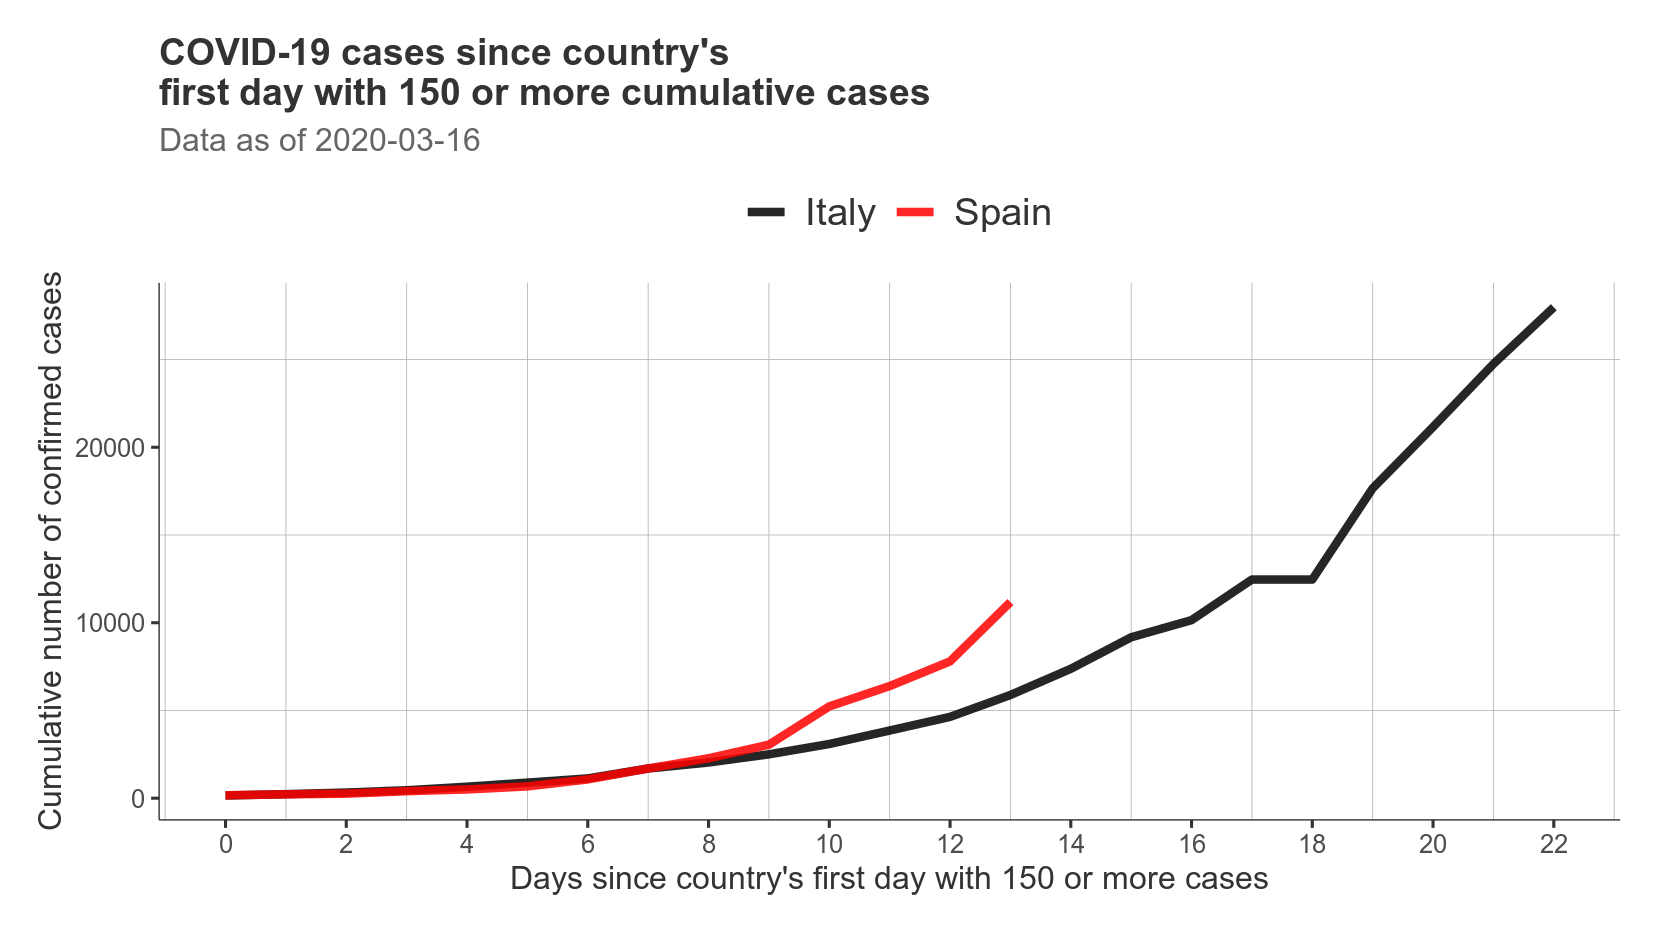 COVID-19 cases since country's
first day with 150 or more cumulative cases
Data as of 2020-03-16
Italy Spain
Cumulative number of confirmed cases
20000
10000
0
0 2 4 6 8 10 12 14 16 18 20 22
Days since country's first day with 150 or more cases